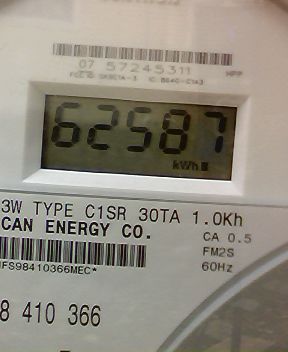 07 57245311
62587
kWh
3W TYPE C1SR 30TA 1.0Kh
CAN ENERGY CO.
CA 0.5
FM2S
60Hz
IFS98410366MEC*
8 410 366